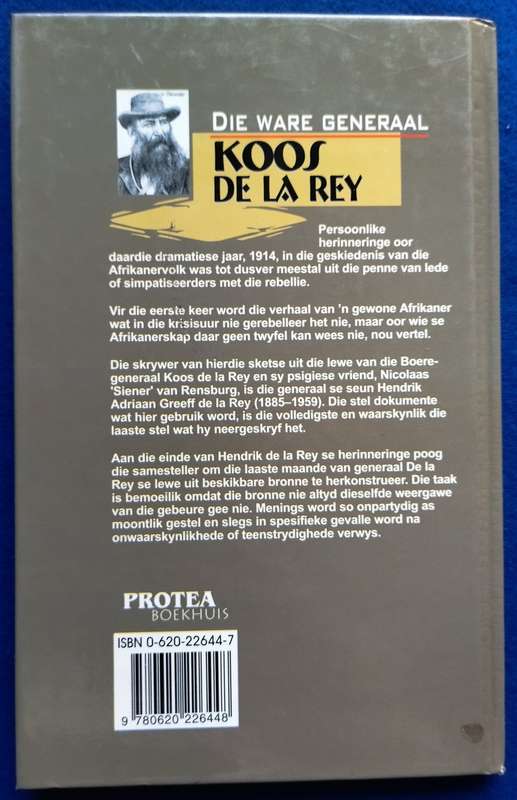 DIE WARE GENERAAL
KOOS
DE LA REY
Persoonlike
herinneringe oor
daardie dramatiese jaar, 1914, in die geskiedenis van die
Afrikanervolk was tot dusver meestal uit die penne van lede
of simpatiseerders met die rebellie.
Vir die eerste keer word die verhaal van 'n gewone Afrikaner
wat in die krisisuur nie gerebelleer het nie, maar oor wie se
Afrikanerskap daar geen twyfel kan wees nie, nou vertel.
Die skrywer van hierdie sketse uit die lewe van die Boere-
generaal Koos de la Rey en sy psigiese vriend, Nicolaas
'Siener' van Rensburg, is die generaal se seun Hendrik
Adriaan Greeff de la Rey (1885–1959). Die stel dokumente
wat hier gebruik word, is die volledigste en waarskynlik die
laaste stel wat hy neergeskryf het.
Aan die einde van Hendrik de la Rey se herinneringe poog
die samesteller om die laaste maande van generaal De la
Rey se lewe uit beskikbare bronne te herkonstrueer. Die taak
is bemoeilik omdat die bronne nie altyd dieselfde weergawe
van die gebeure gee nie. Menings word so onpartydig as
moontlik gestel en slegs in spesifieke gevalle word na
onwaarskynlikhede of teenstrydighede verwys.
PROTEA
BOEKHUIS
ISBN 0-620-22644-7
9 780620 226448